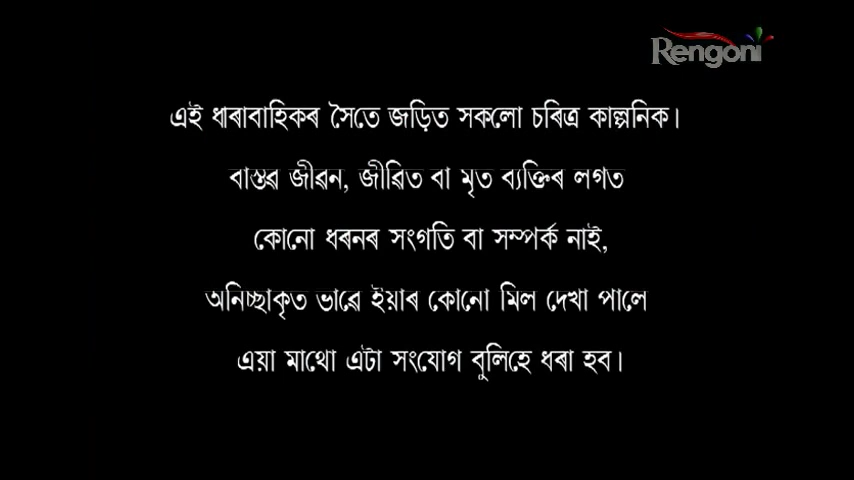 Rengoni
এই ধাৰাবাহিকৰ সৈতে জড়িত সকলো চৰিত্ৰ কাল্পনিক।
বাস্তৱ জীৱন, জীৱিত বা মৃত ব্যক্তিৰ লগত
কোনো ধৰনৰ সংগতি বা সম্পৰ্ক নাই,
অনিচ্ছাকৃত ভাৱে ইয়াৰ কোনো মিল দেখা পালে
এয়া মাথো এটা সংযোগ বুলিহে ধৰা হব।